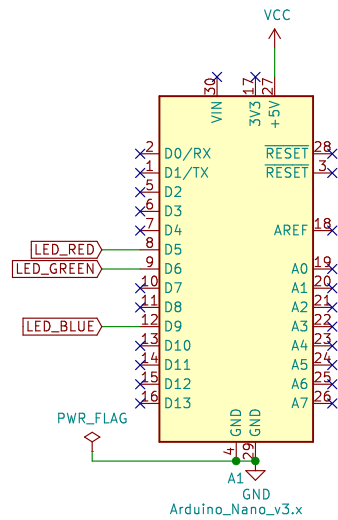 VCC
30 17 27
VIN 3V3 +5V
2 D0/RX RESET 28
1 D1/TX RESET 3
5 D2
6 D3
7 D4 AREF 18
LED_RED 8 D5
LED_GREEN 9 D6 A0 19
10 D7 A1 20
11 D8 A2 21
LED_BLUE 12 D9 A3 22
13 D10 A4 23
14 D11 A5 24
15 D12 A6 25
16 D13 A7 26
GND GND
PWR_FLAG
4 29
A1
GND
Arduino_Nano_v3.x